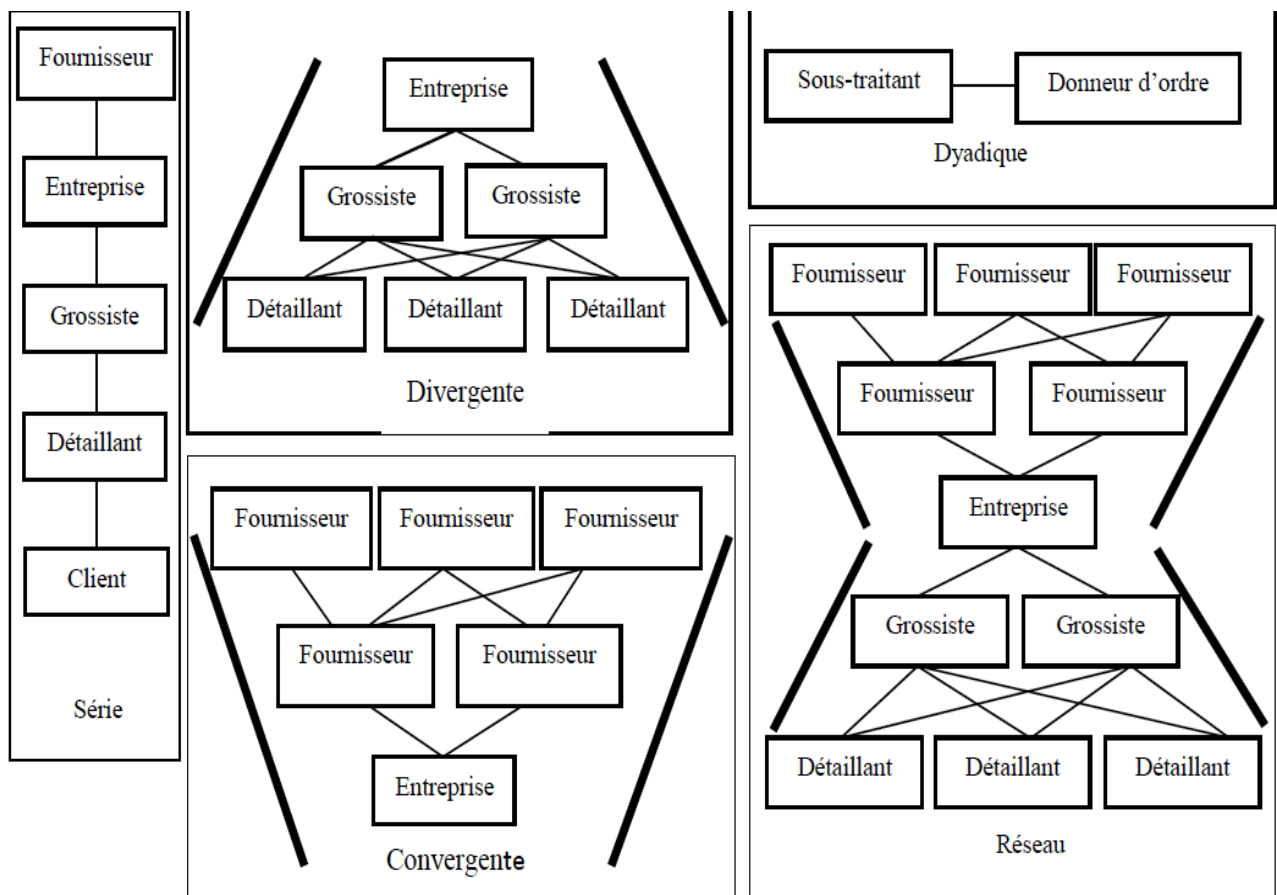 Fournisseur
Entreprise
Grossiste
Détaillant
Client
Série
Entreprise
Grossiste Grossiste
Détaillant Détaillant Détaillant
Divergente
Fournisseur Fournisseur Fournisseur
Fournisseur Fournisseur
Entreprise
Convergente
Sous-traitant Donneur d’ordre
Dyadique
Fournisseur Fournisseur Fournisseur
Fournisseur Fournisseur
Entreprise
Grossiste Grossiste
Détaillant Détaillant Détaillant
Réseau